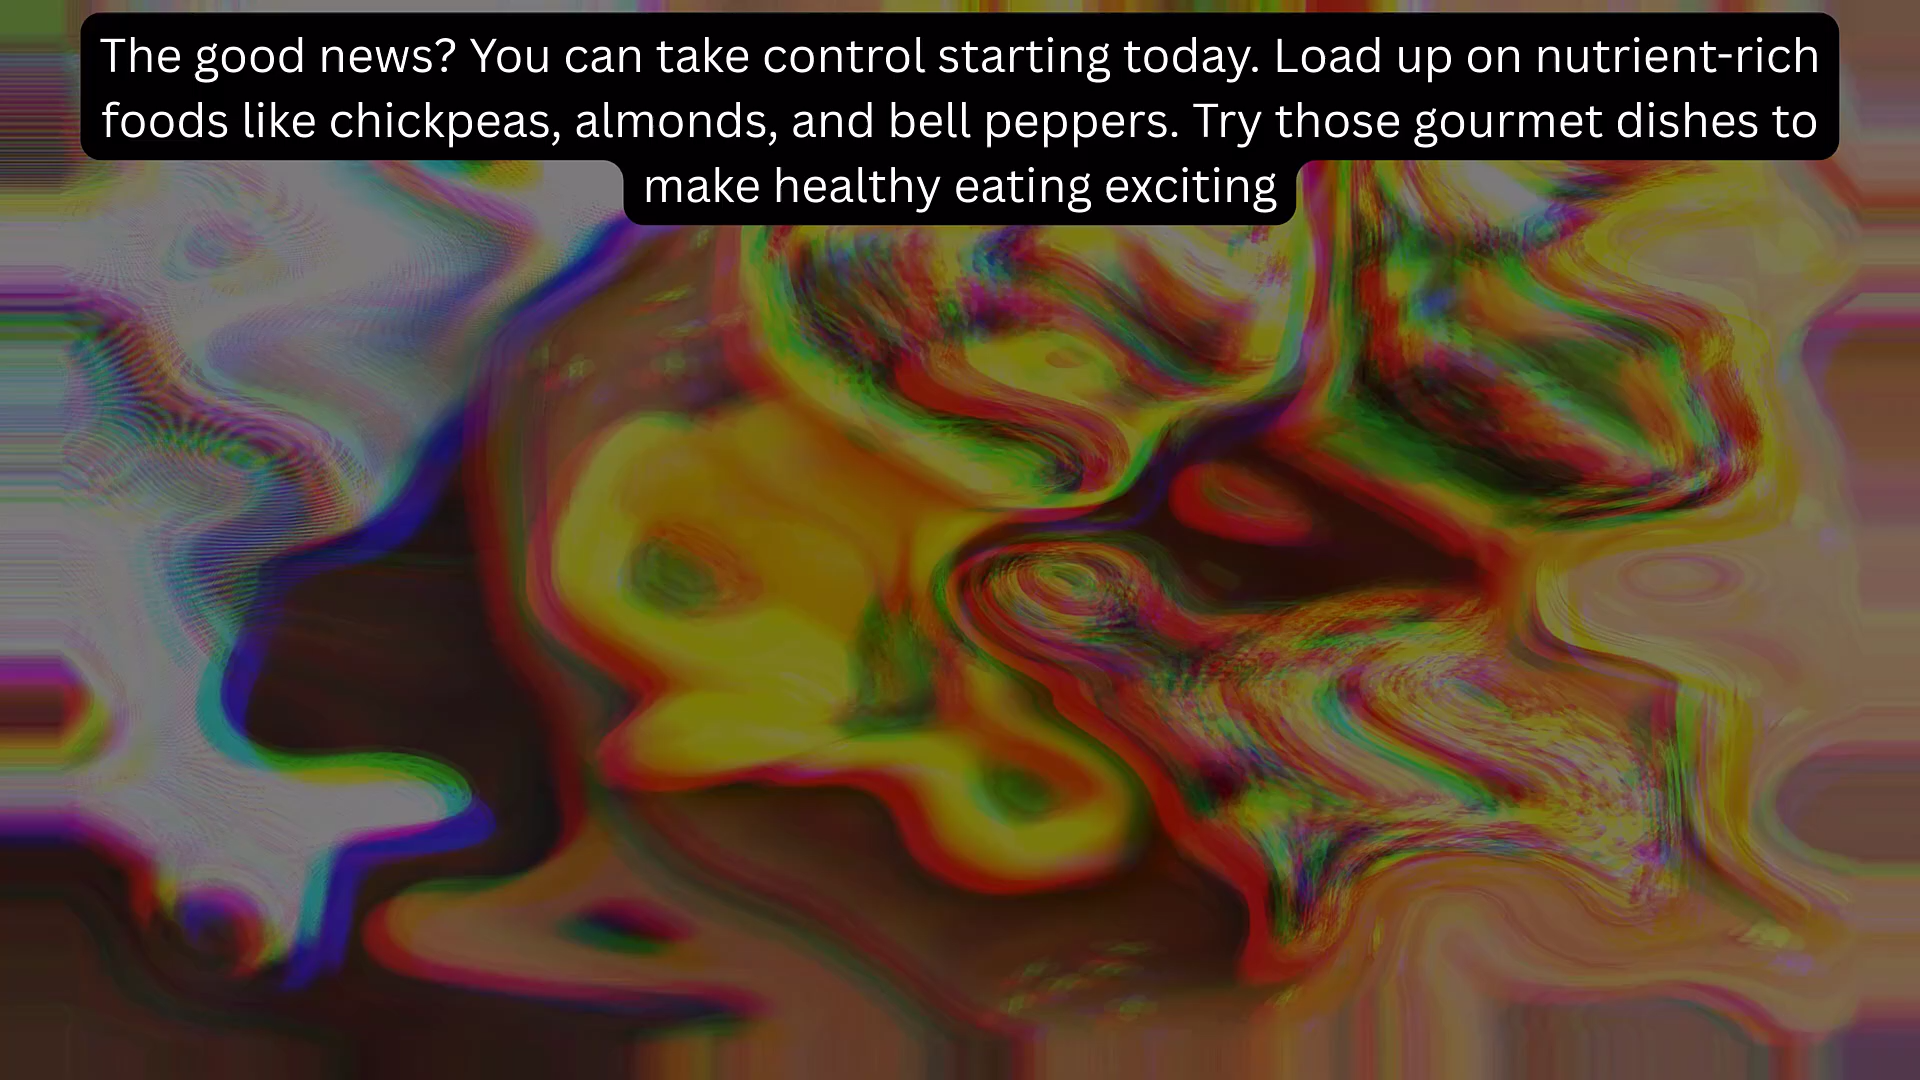 The good news? You can take control starting today. Load up on nutrient-rich
foods like chickpeas, almonds, and bell peppers. Try those gourmet dishes to
make healthy eating exciting